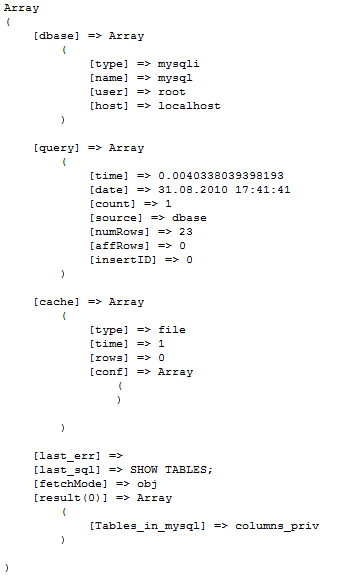 Array
(
    [dbase] => Array
        (
            [type] => mysqli
            [name] => mysql
            [user] => root
            [host] => localhost
        )

    [query] => Array
        (
            [time] => 0.0040338039398193
            [date] => 31.08.2010 17:41:41
            [count] => 1
            [source] => dbase
            [numRows] => 23
            [affRows] => 0
            [insertID] => 0
        )

    [cache] => Array
        (
            [type] => file
            [time] => 1
            [rows] => 0
            [conf] => Array
                (
                )

        )

    [last_err] =>
    [last_sql] => SHOW TABLES;
    [fetchMode] => obj
    [result(0)] => Array
        (
            [Tables_in_mysql] => columns_priv
        )

)